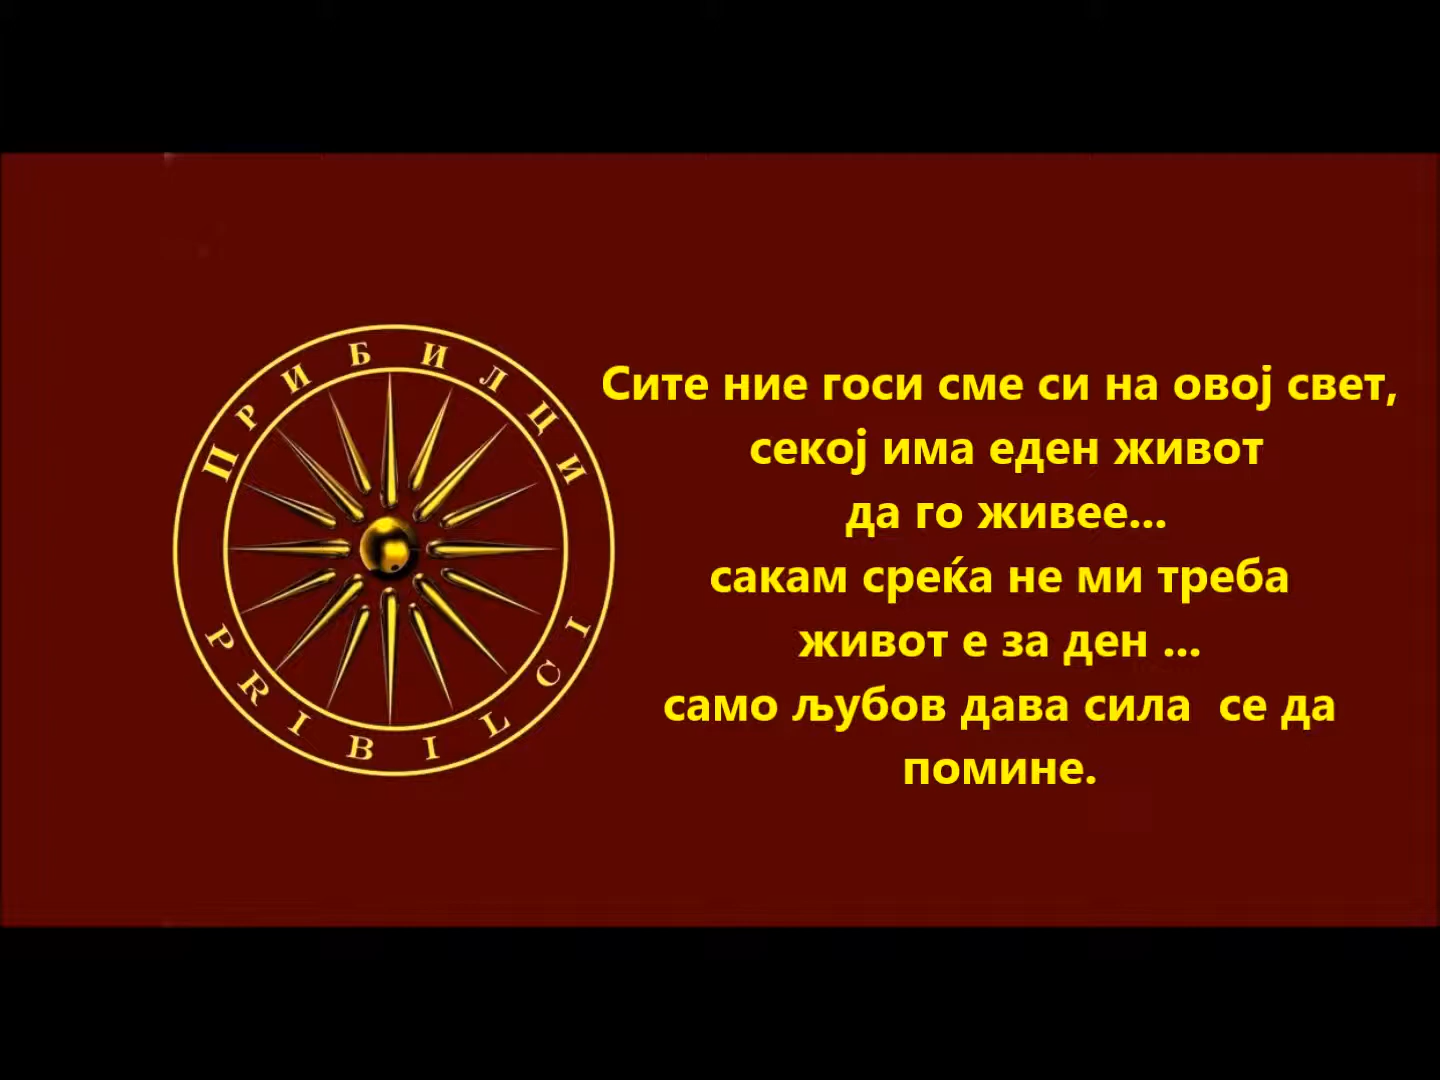 ПРИБИЛЦИ
PRIBILCI
Сите ние госи сме си на овој свет,
секој има еден живот
да го живее...
сакам среќа не ми треба
живот е за ден ...
само љубов дава сила  се да
помине.